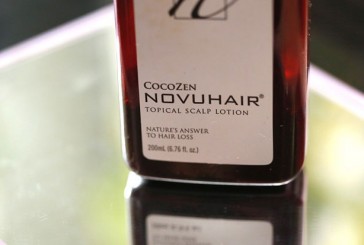 COCOZEN
NOVUHAIR®
TOPICAL SCALP LOTION
NATURE'S ANSWER
TO HAIR LOSS
200mL (6.76 fl. oz.)